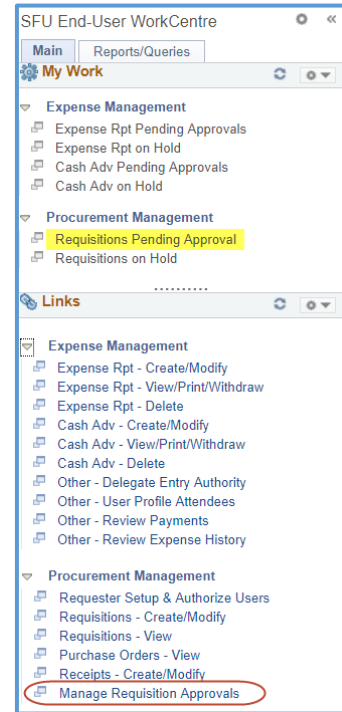 SFU End-User WorkCentre
Main Reports/Queries
My Work
Expense Management
Expense Rpt Pending Approvals
Expense Rpt on Hold
Cash Adv Pending Approvals
Cash Adv on Hold
Procurement Management
Requisitions Pending Approval
Requisitions on Hold
Links
Expense Management
Expense Rpt - Create/Modify
Expense Rpt - View/Print/Withdraw
Expense Rpt - Delete
Cash Adv - Create/Modify
Cash Adv - View/Print/Withdraw
Cash Adv - Delete
Other - Delegate Entry Authority
Other - User Profile Attendees
Other - Review Payments
Other - Review Expense History
Procurement Management
Requester Setup & Authorize Users
Requisitions - Create/Modify
Requisitions - View
Purchase Orders - View
Receipts - Create/Modify
Manage Requisition Approvals